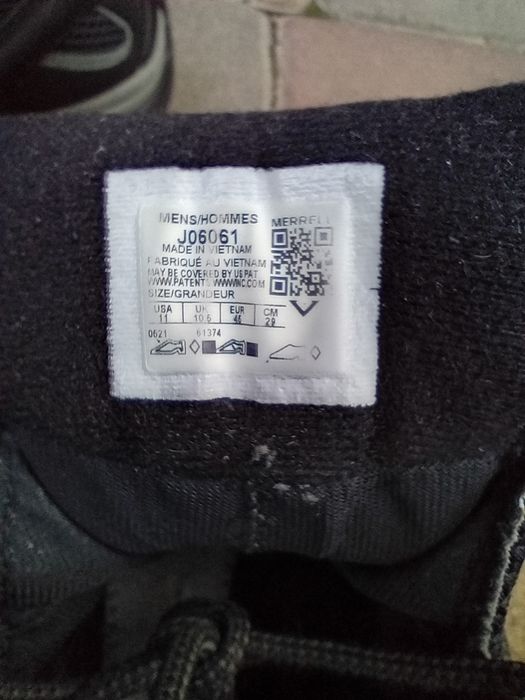 MENS/HOMMES
MERRELL
J06061
MADE IN VIETNAM
FABRIQUÉ AU VIETNAM
MAY BE COVERED BY US PAT
WWW.PATENTS WWWINC.COM
SIZE/GRANDEUR
USA UK EUR CM
11 10.5 45 29
0621 61374